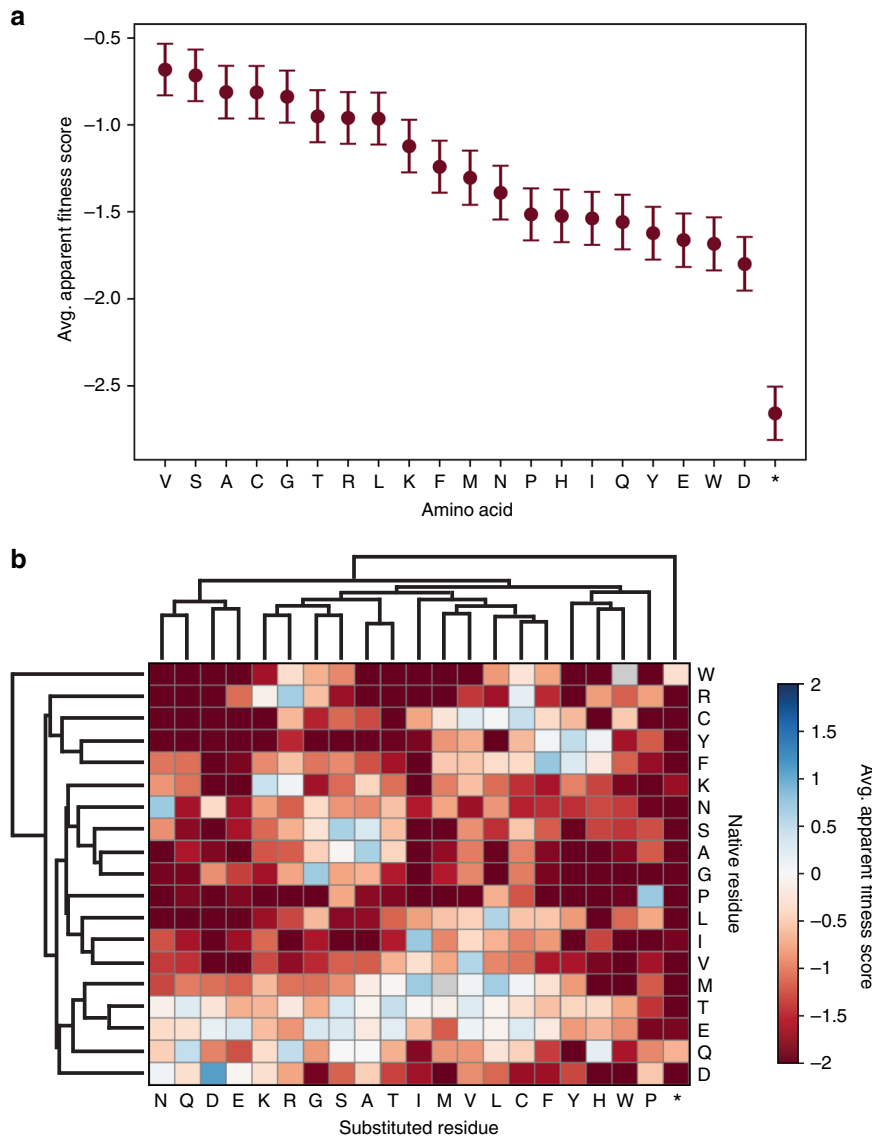 a
−0.5
−1.0
−1.5
−2.0
−2.5
Avg. apparent fitness score
V S A C G T R L K F M N P H I Q Y E W D *
Amino acid
b
W
R
C
Y
F
K
N
S
A
G
P
L
I
V
M
T
E
Q
D
Native residue
N Q D E K R G S A T I M V L C F Y H W P *
Substituted residue
2
1.5
1
0.5
0
−0.5
−1
−1.5
−2
Avg. apparent fitness score